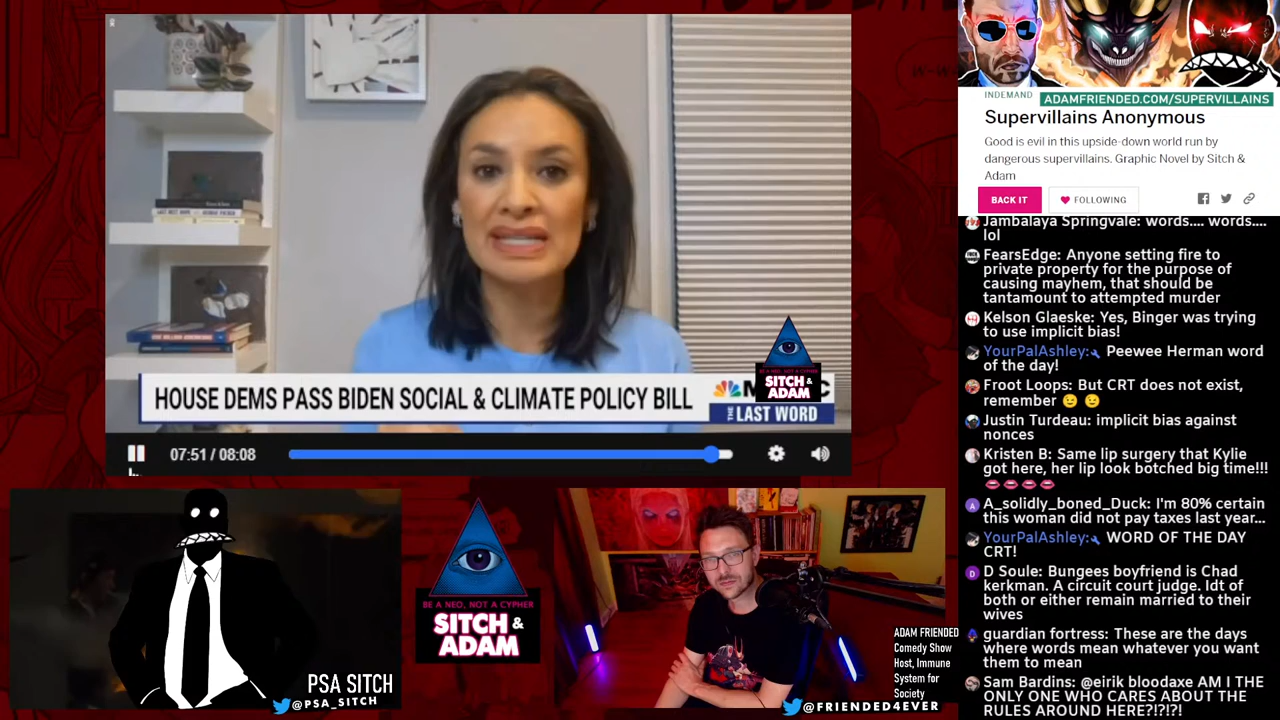 HOUSE DEMS PASS BIDEN SOCIAL & CLIMATE POLICY BILL
THE LAST WORD
BE A NEO, NOT A CYPHER
SITCH &
ADAM
07:51 / 08:08
PSA SITCH
@PSA_SITCH
BE A NEO, NOT A CYPHER
SITCH &
ADAM
ADAM FRIENDED
Comedy Show
Host, Immune
System for
Society
@FRIENDED4EVER
INDEMAND
ADAMFRIENDED.COM/SUPERVILLAINS
Supervillains Anonymous
Good is evil in this upside-down world run by
dangerous supervillains. Graphic Novel by Sitch &
Adam
BACK IT
FOLLOWING
Jambalaya Springvale: words.... words....
lol
FearsEdge: Anyone setting fire to
private property for the purpose of
causing mayhem, that should be
tantamount to attempted murder
Kelson Glaeske: Yes, Binger was trying
to use implicit bias!
YourPalAshley: Peewee Herman word
of the day!
Froot Loops: But CRT does not exist,
remember 😉 😉
Justin Turdeau: implicit bias against
nonces
Kristen B: Same lip surgery that Kylie
got here, her lip look botched big time!!!
👄👄👄👄
A_solidly_boned_Duck: I'm 80% certain
this woman did not pay taxes last year...
YourPalAshley: WORD OF THE DAY
CRT!
D Soule: Bungees boyfriend is Chad
kerkman. A circuit court judge. Idt of
both or either remain married to their
wives
guardian fortress: These are the days
where words mean whatever you want
them to mean
Sam Bardins: @eirik bloodaxe AM I THE
ONLY ONE WHO CARES ABOUT THE
RULES AROUND HERE?!?!?!